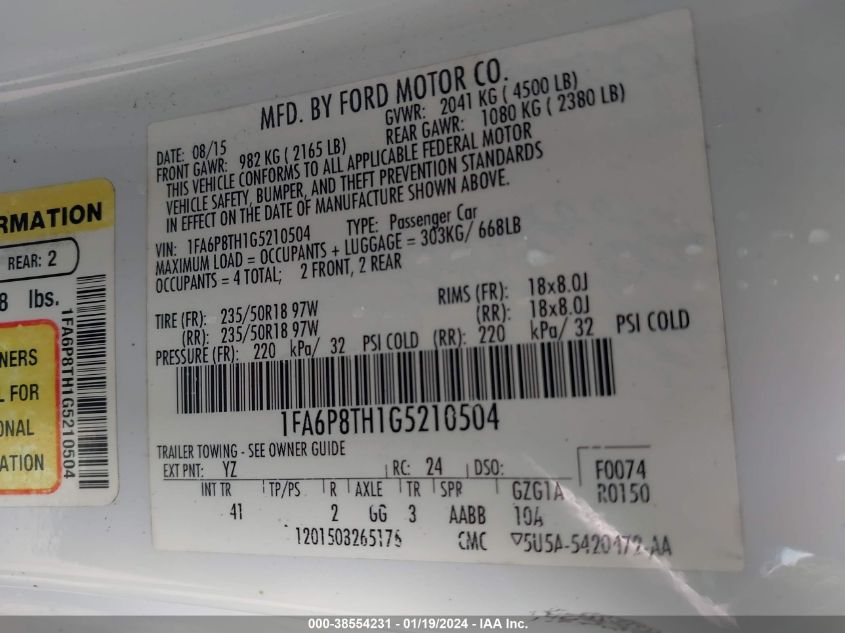 MFD. BY FORD MOTOR CO.
DATE: 08/15 GVWR: 2041 KG ( 4500 LB)
FRONT GAWR: 982 KG ( 2165 LB) REAR GAWR: 1080 KG ( 2380 LB)
THIS VEHICLE CONFORMS TO ALL APPLICABLE FEDERAL MOTOR
VEHICLE SAFETY, BUMPER, AND THEFT PREVENTION STANDARDS
IN EFFECT ON THE DATE OF MANUFACTURE SHOWN ABOVE.
VIN: 1FA6P8TH1G5210504 TYPE: Passenger Car
MAXIMUM LOAD = OCCUPANTS + LUGGAGE = 303KG/ 668LB
OCCUPANTS = 4 TOTAL; 2 FRONT, 2 REAR
TIRE (FR): 235/50R18 97W RIMS (FR): 18x8.0J
(RR): 235/50R18 97W (RR): 18x8.0J
PRESSURE (FR): 220 kPa/ 32 PSI COLD (RR): 220 kPa/ 32 PSI COLD
1FA6P8TH1G5210504
TRAILER TOWING - SEE OWNER GUIDE
EXT PNT: YZ RC: 24 DSO: F0074
INT TR TP/PS R AXLE TR SPR GZG1A R0150
41 2 GG 3 AABB 10A
1201503265176 CMC 5U5A-5420472-AA
RMATION
REAR: 2
8 lbs.
NERS
L FOR
ONAL
ATION
1FA6P8TH1G5210504
000-38554231 - 01/19/2024 - IAA Inc.